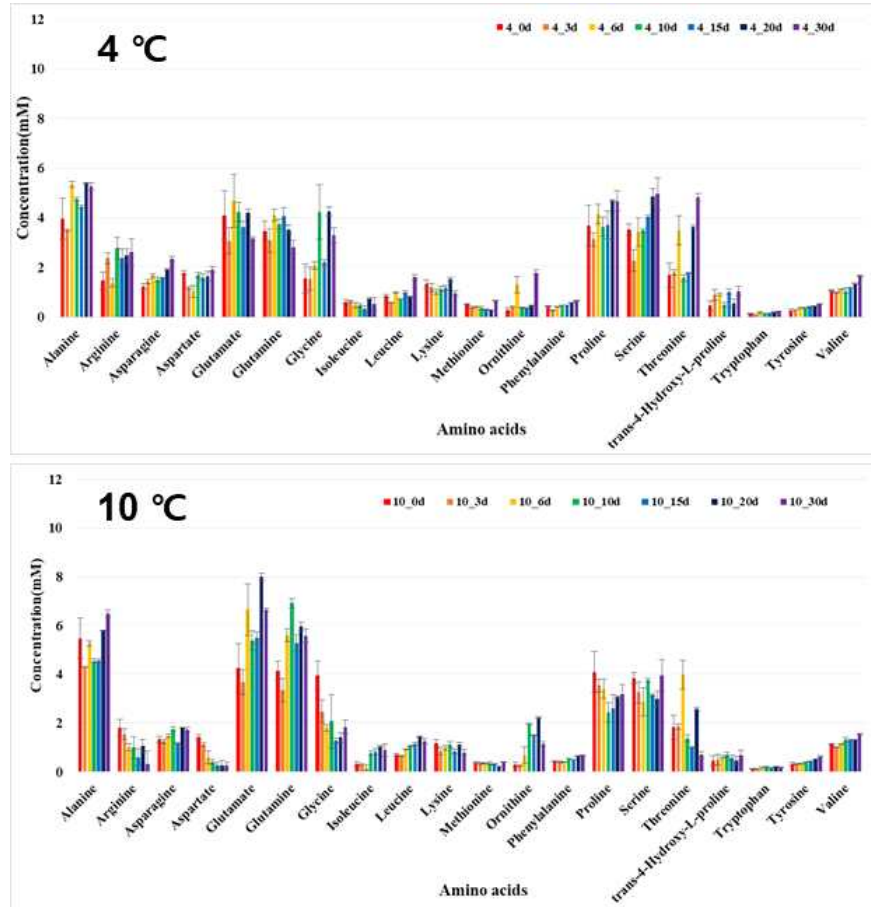 4 ℃
4_0d 4_3d 4_6d 4_10d 4_15d 4_20d 4_30d
12
10
8
6
4
2
0
Concentration(mM)
Alanine
Arginine
Asparagine
Aspartate
Glutamate
Glutamine
Glycine
Isoleucine
Leucine
Lysine
Methionine
Ornithine
Phenylalanine
Proline
Serine
Threonine
trans-4-Hydroxy-L-proline
Tryptophan
Tyrosine
Valine
Amino acids
10 ℃
10_0d 10_3d 10_6d 10_10d 10_15d 10_20d 10_30d
12
10
8
6
4
2
0
Concentration(mM)
Alanine
Arginine
Asparagine
Aspartate
Glutamate
Glutamine
Glycine
Isoleucine
Leucine
Lysine
Methionine
Ornithine
Phenylalanine
Proline
Serine
Threonine
trans-4-Hydroxy-L-proline
Tryptophan
Tyrosine
Valine
Amino acids